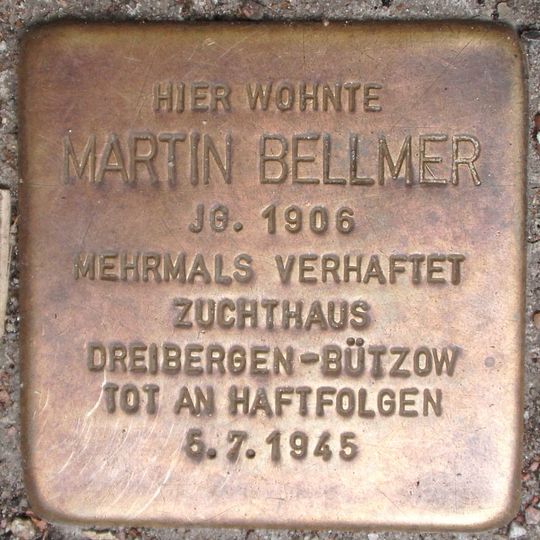 HIER WOHNTE
MARTIN BELLMER
JG. 1906
MEHRMALS VERHAFTET
ZUCHTHAUS
DREIBERGEN-BÜTZOW
TOT AN HAFTFOLGEN
5.7.1945